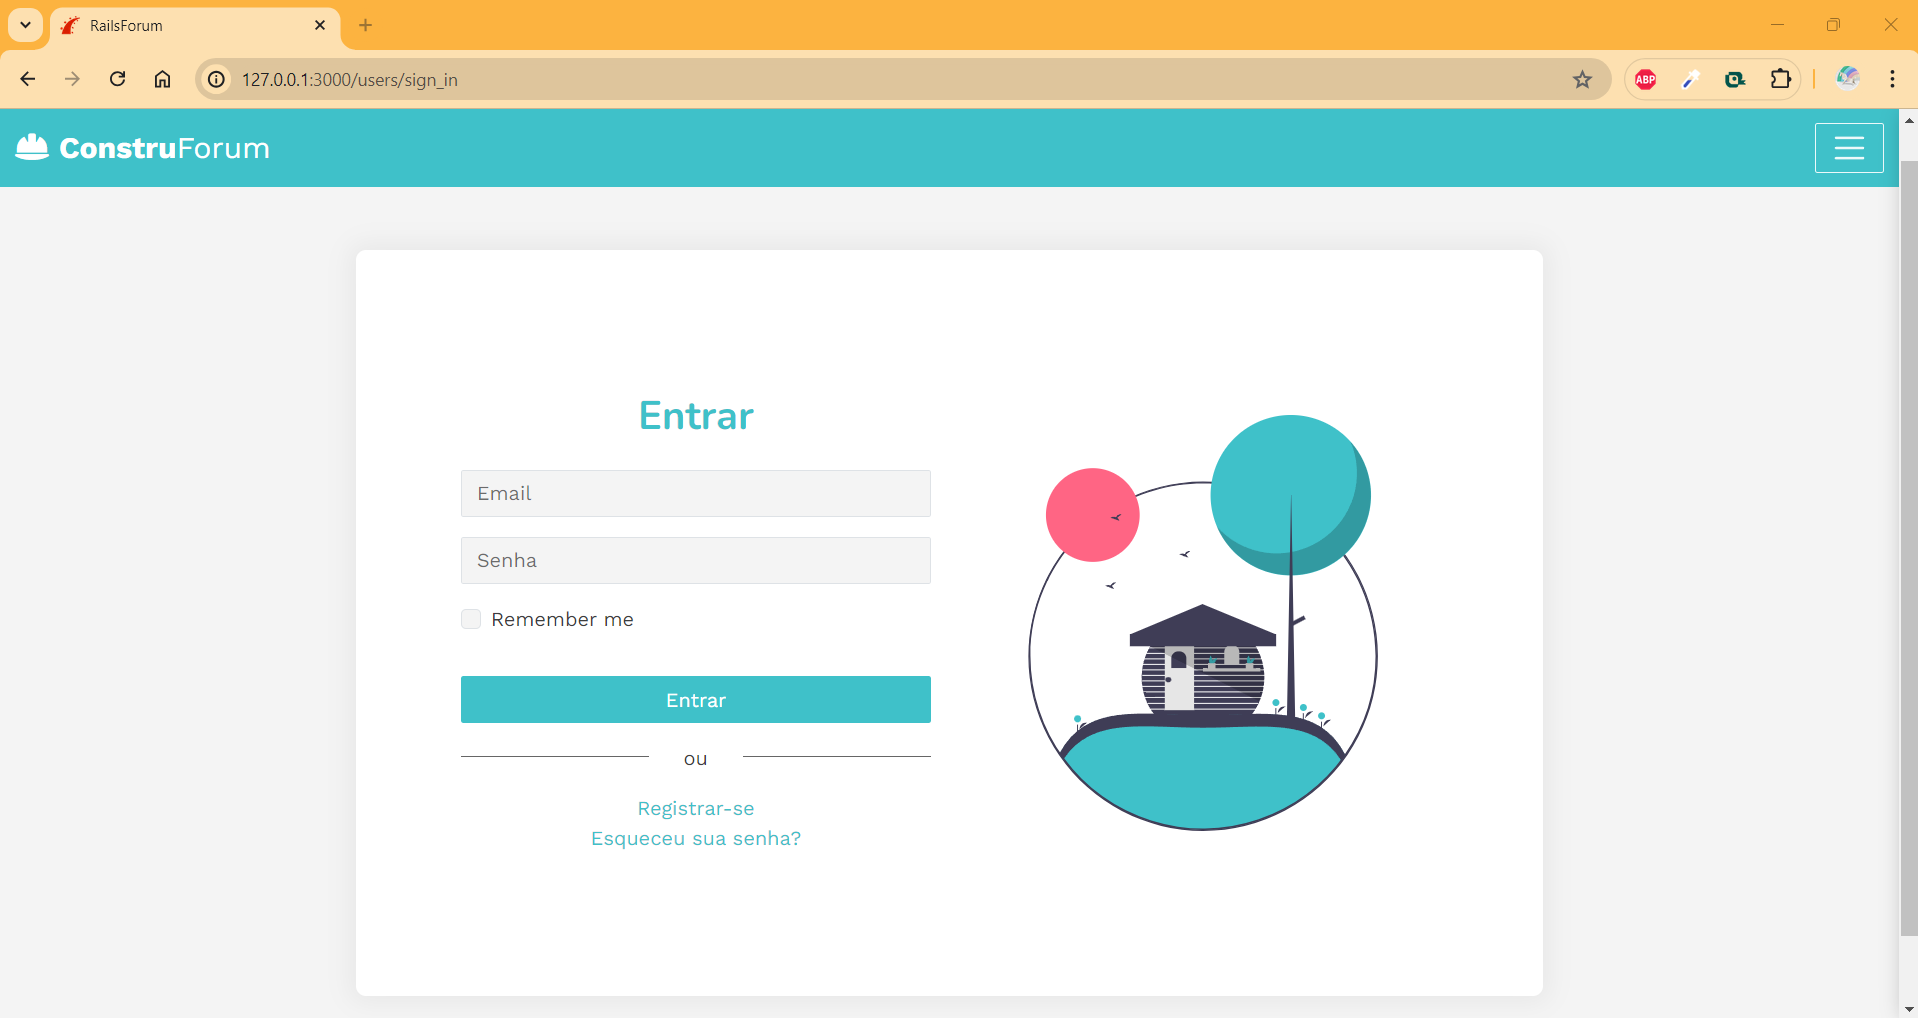 RailsForum
127.0.0.1:3000/users/sign_in
ABP
ConstruForum
Entrar
Email
Senha
Remember me
Entrar
ou
Registrar-se
Esqueceu sua senha?